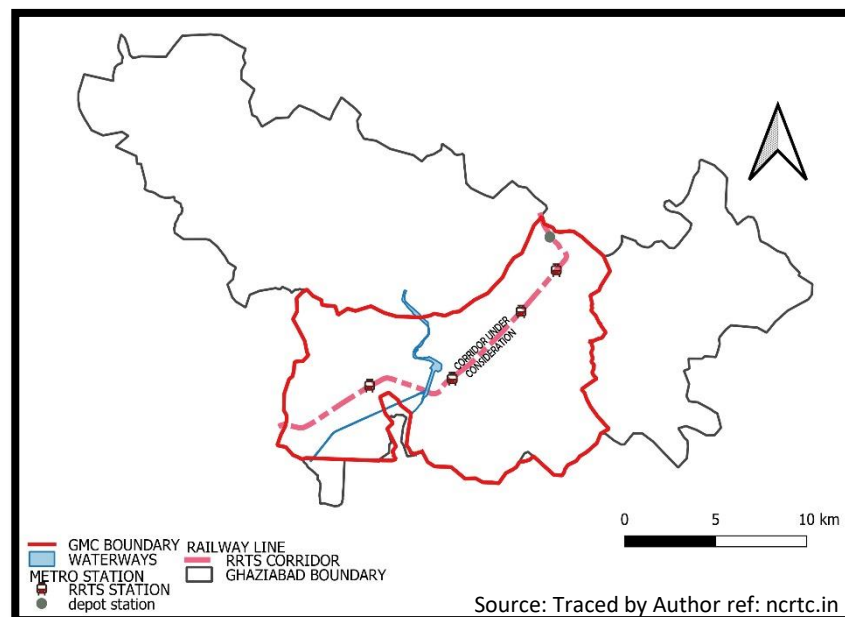 CORRIDOR UNDER
CONSIDERATION
0 5 10 km
GMC BOUNDARY
WATERWAYS
METRO STATION
RRTS STATION
depot station
RAILWAY LINE
RRTS CORRIDOR
GHAZIABAD BOUNDARY
Source: Traced by Author ref: ncrtc.in